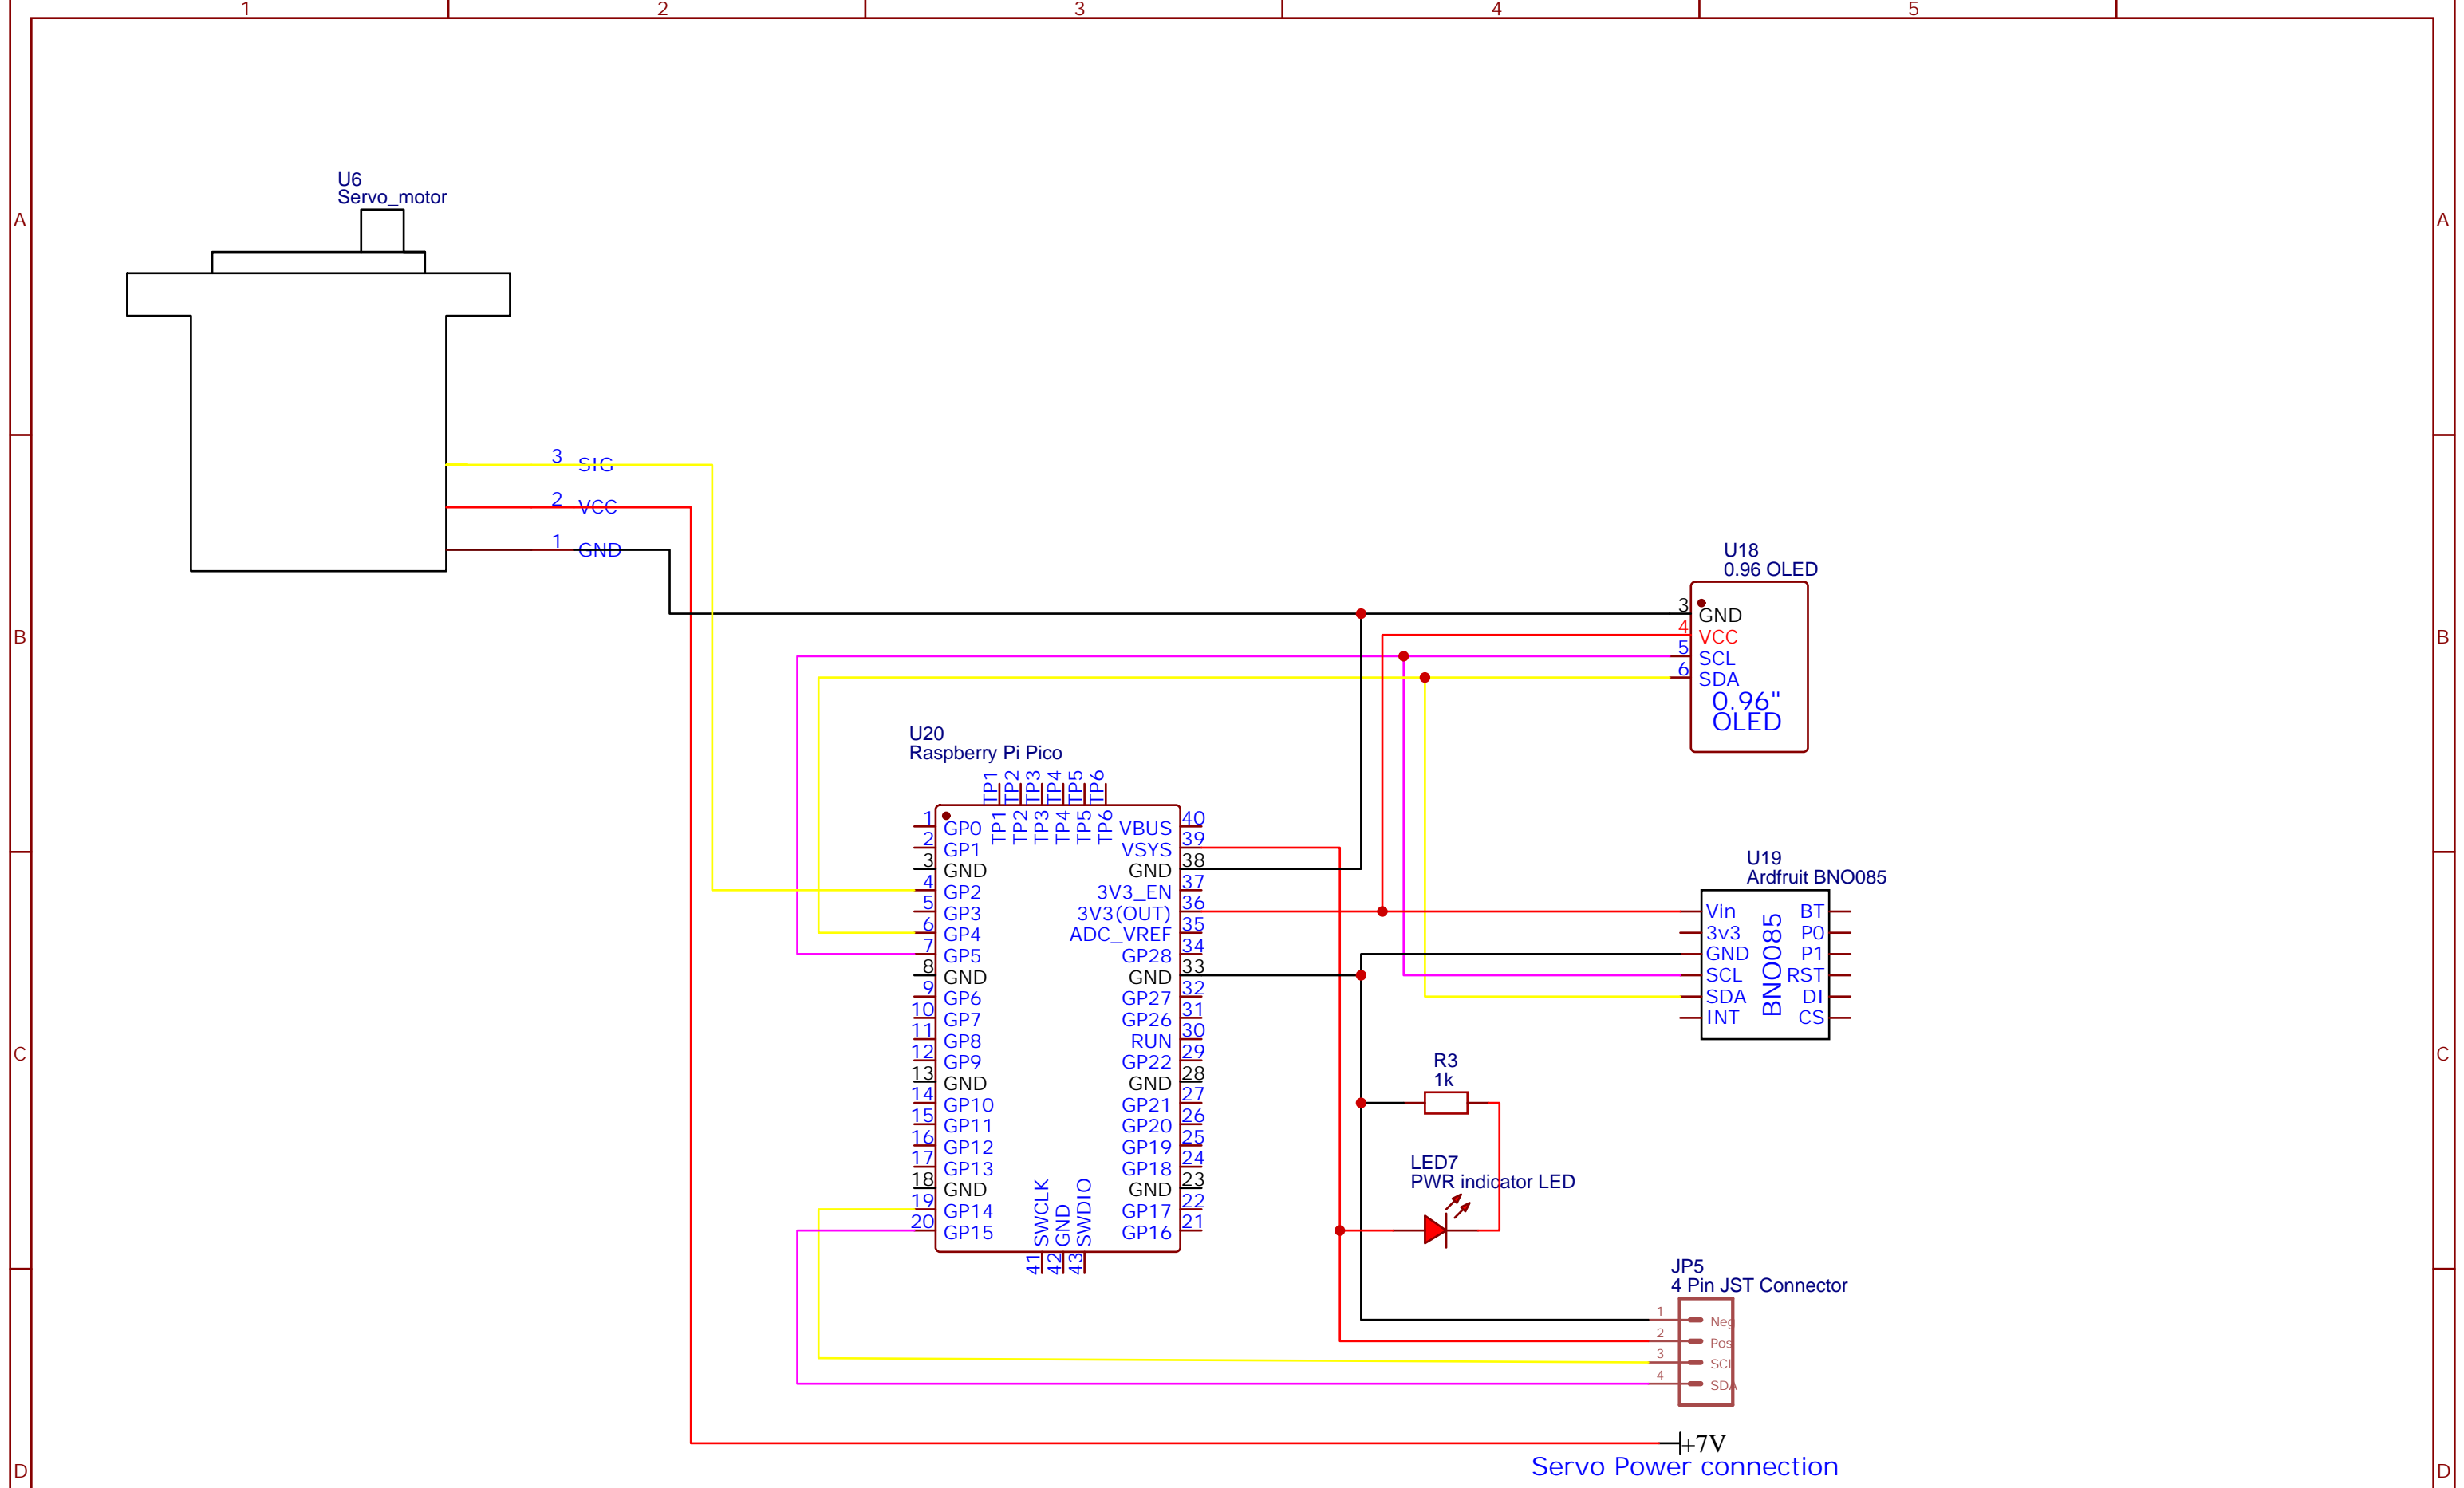 1 2 3 4 5
A A
B B
C C
D D
U6
Servo_motor
3 SIG
2 VCC
1 GND
U18
0.96 OLED
3 GND
4 VCC
5 SCL
6 SDA
0.96"
OLED
U20
Raspberry Pi Pico
TP1 TP2 TP3 TP4 TP5 TP6
TP1 TP2 TP3 TP4 TP5 TP6
1 GP0 VBUS 40
2 GP1 VSYS 39
3 GND GND 38
4 GP2 3V3_EN 37
5 GP3 3V3(OUT) 36
6 GP4 ADC_VREF 35
7 GP5 GP28 34
8 GND GND 33
9 GP6 GP27 32
10 GP7 GP26 31
11 GP8 RUN 30
12 GP9 GP22 29
13 GND GND 28
14 GP10 GP21 27
15 GP11 GP20 26
16 GP12 GP19 25
17 GP13 GP18 24
18 GND GND 23
19 GP14 GP17 22
20 GP15 GP16 21
SWCLK GND SWDIO
41 42 43
U19
Ardfruit BNO085
Vin BT
3v3 P0
GND P1
SCL RST
SDA DI
INT CS
BNO085
R3
1k
LED7
PWR indicator LED
JP5
4 Pin JST Connector
1 Neg
2 Pos
3 SCL
4 SDA
+7V
Servo Power connection